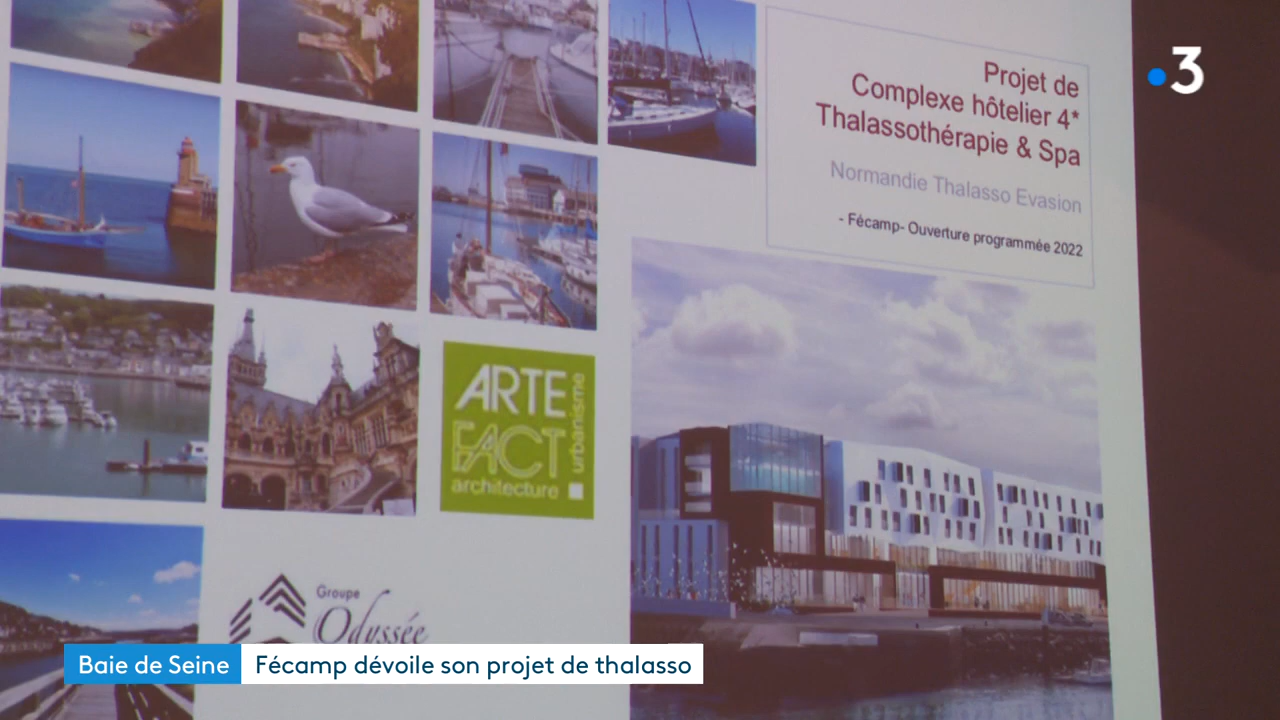 3
Projet de
Complexe hôtelier 4*
Thalassothérapie & Spa
Normandie Thalasso Evasion
- Fécamp- Ouverture programmée 2022
ARTE
FACT
architecture
urbanisme
Groupe
Odyssée
Baie de Seine
Fécamp dévoile son projet de thalasso